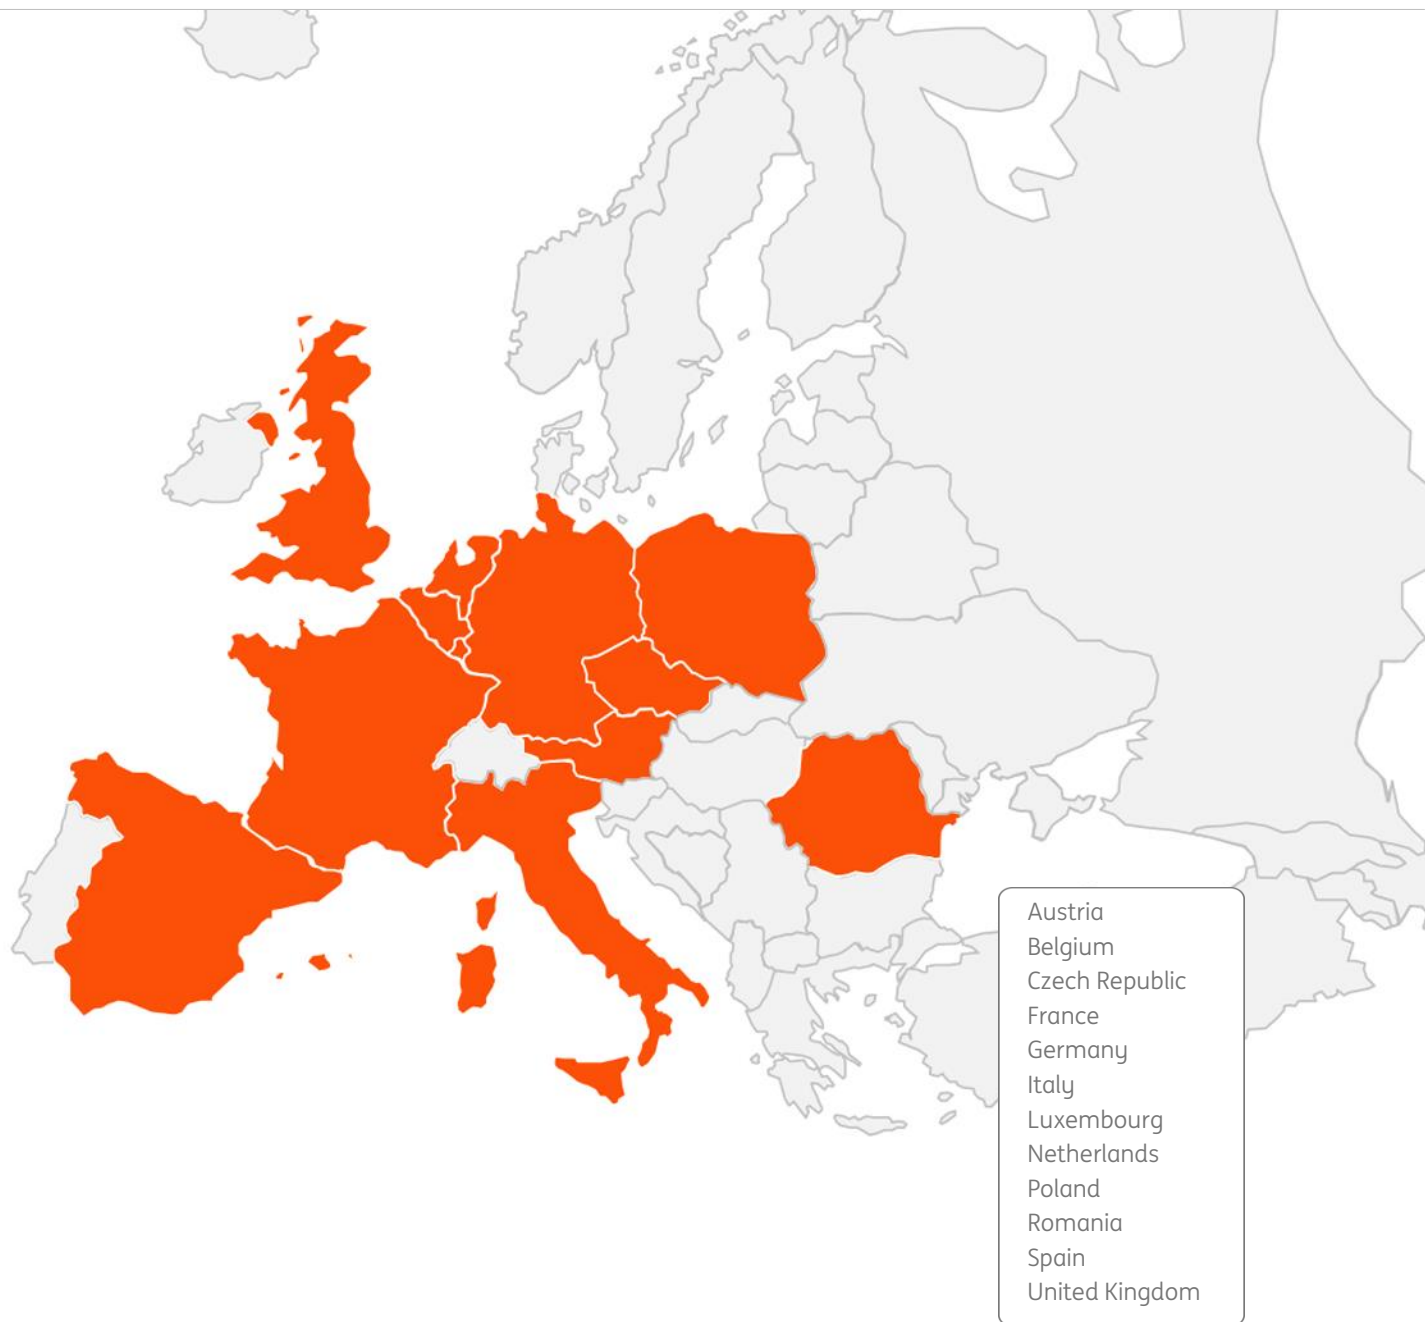 Austria
Belgium
Czech Republic
France
Germany
Italy
Luxembourg
Netherlands
Poland
Romania
Spain
United Kingdom